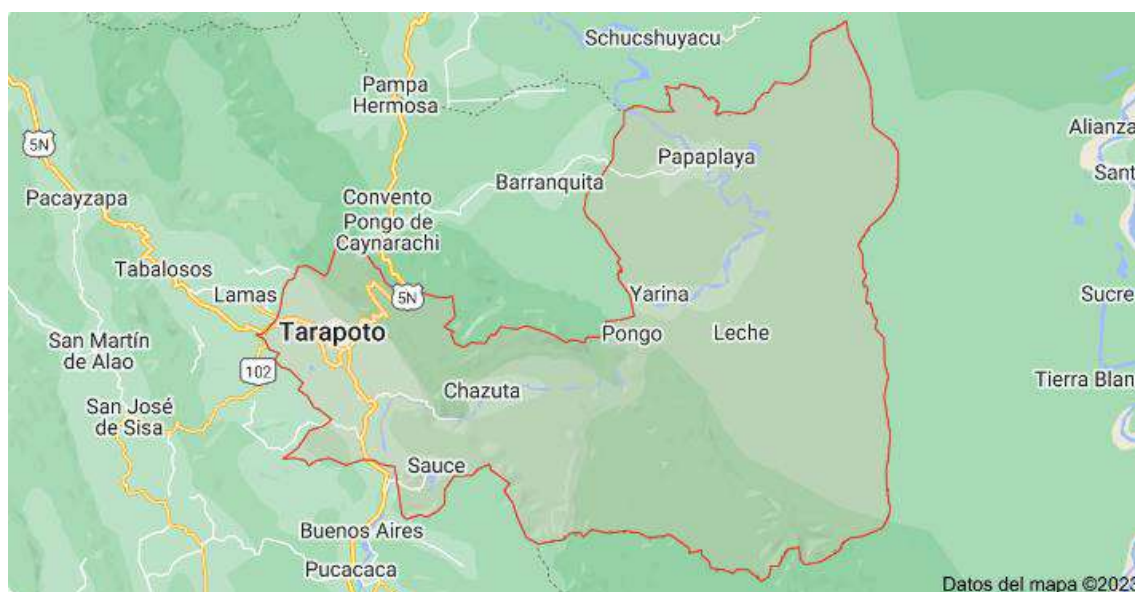 Schucshuyacu
Pampa
Hermosa
5N
Alianza
Papaplaya
Sant
Barranquita
Convento
Pacayzapa
Pongo de
Caynarachi
Tabalosos
Lamas
5N
Yarina
Sucre
Tarapoto
Pongo
Leche
San Martín
de Alao
102
Tierra Blan
Chazuta
San José
de Sisa
Sauce
Buenos Aires
Pucacaca
Datos del mapa ©2023